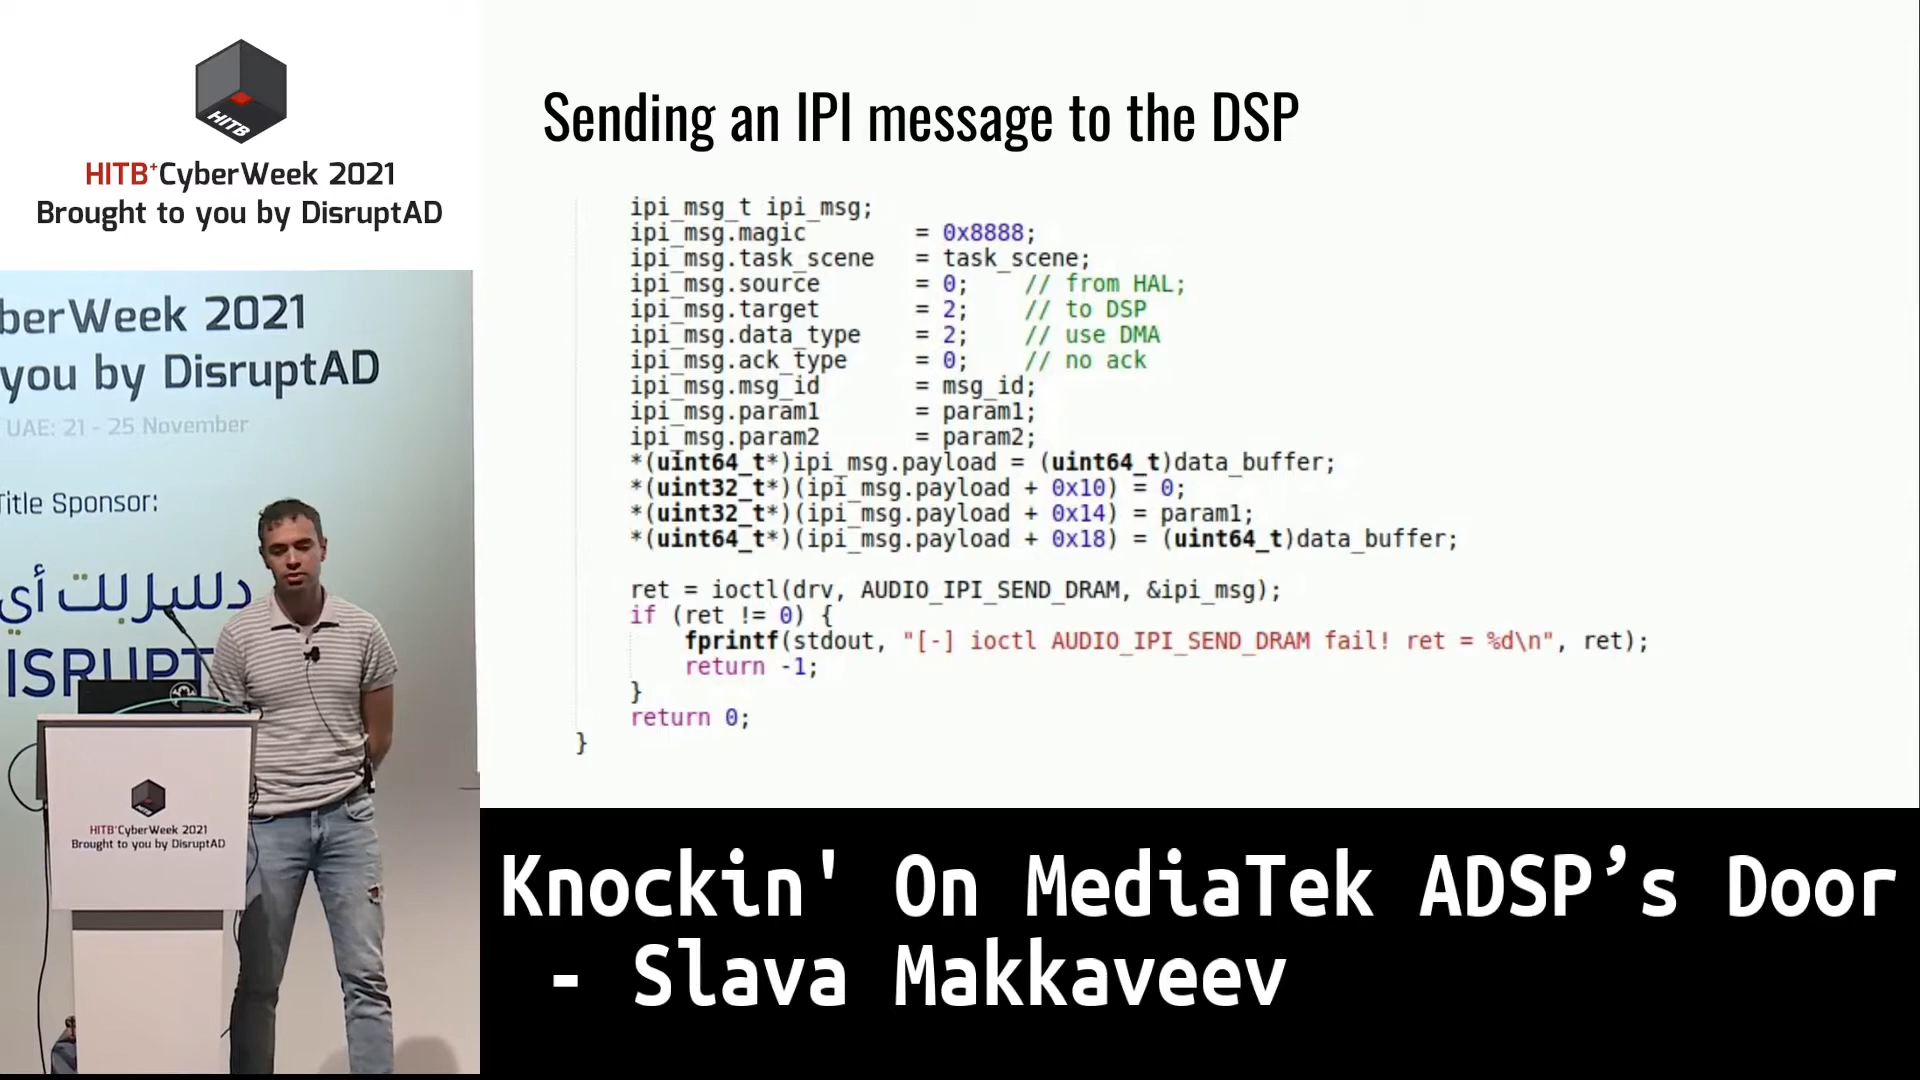 HITB
HITB+CyberWeek 2021
Brought to you by DisruptAD
berWeek 2021
you by DisruptAD
UAE: 21 - 25 November
Title Sponsor:
دسربت أي
ISRUPT
HITB
HITB+CyberWeek 2021
Brought to you by DisruptAD
Sending an IPI message to the DSP
ipi_msg_t ipi_msg;
ipi_msg.magic = 0x8888;
ipi_msg.task_scene = task_scene;
ipi_msg.source = 0; // from HAL;
ipi_msg.target = 2; // to DSP
ipi_msg.data_type = 2; // use DMA
ipi_msg.ack_type = 0; // no ack
ipi_msg.msg_id = msg_id;
ipi_msg.param1 = param1;
ipi_msg.param2 = param2;
*(uint64_t*)ipi_msg.payload = (uint64_t)data_buffer;
*(uint32_t*)(ipi_msg.payload + 0x10) = 0;
*(uint32_t*)(ipi_msg.payload + 0x14) = param1;
*(uint64_t*)(ipi_msg.payload + 0x18) = (uint64_t)data_buffer;
ret = ioctl(drv, AUDIO_IPI_SEND_DRAM, &ipi_msg);
if (ret != 0) {
fprintf(stdout, "[-] ioctl AUDIO_IPI_SEND_DRAM fail! ret = %d\n", ret);
return -1;
}
return 0;
}
Knockin' On MediaTek ADSP’s Door
- Slava Makkaveev